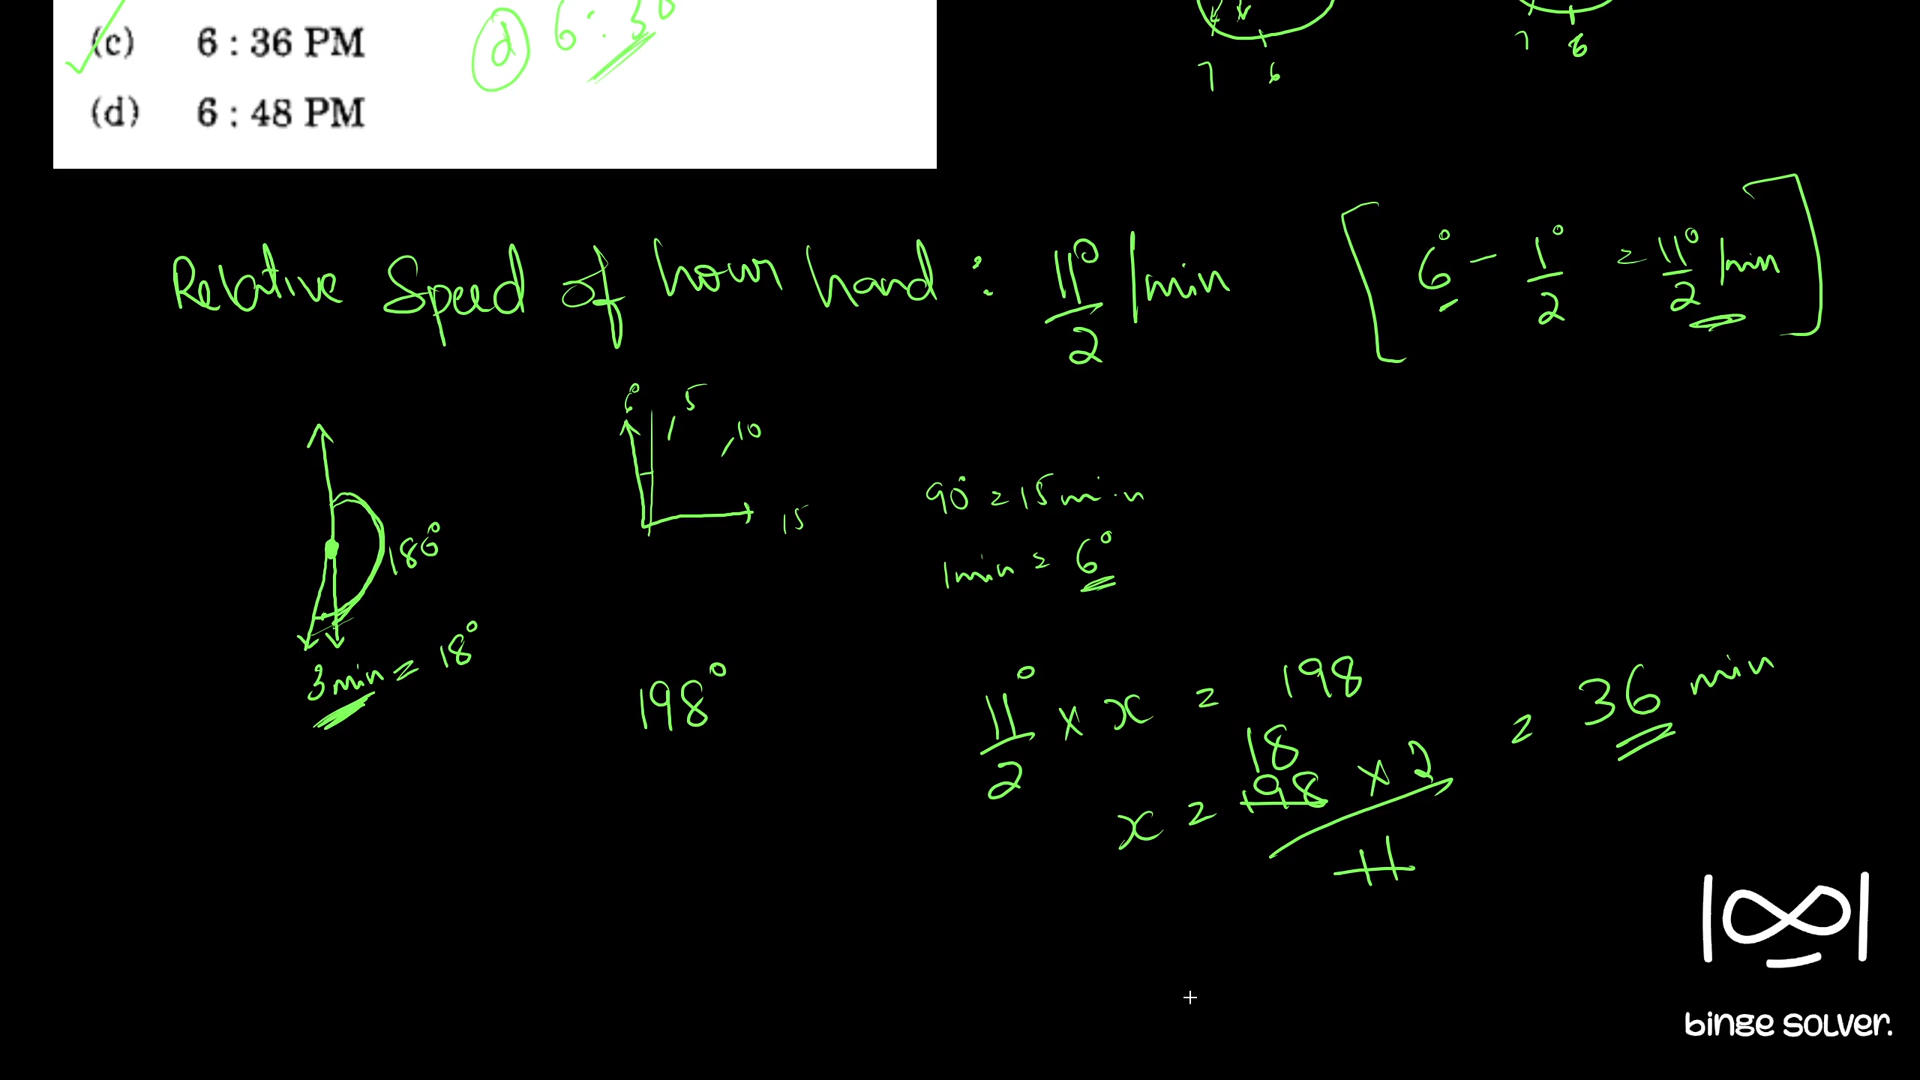 (c) 6 : 36 PM
(d) 6 : 30
(d) 6 : 48 PM
7 6
7 6
Relative Speed of hour hand : 11°/2 /min [ 6° - 1°/2 = 11°/2 /min ]
6° 5
10
15
90° = 15 min
1 min = 6°
180°
3 min = 18°
198°
11°/2 × x = 198
x = 18 198 × 2 / 11 = 36 min
binge solver.